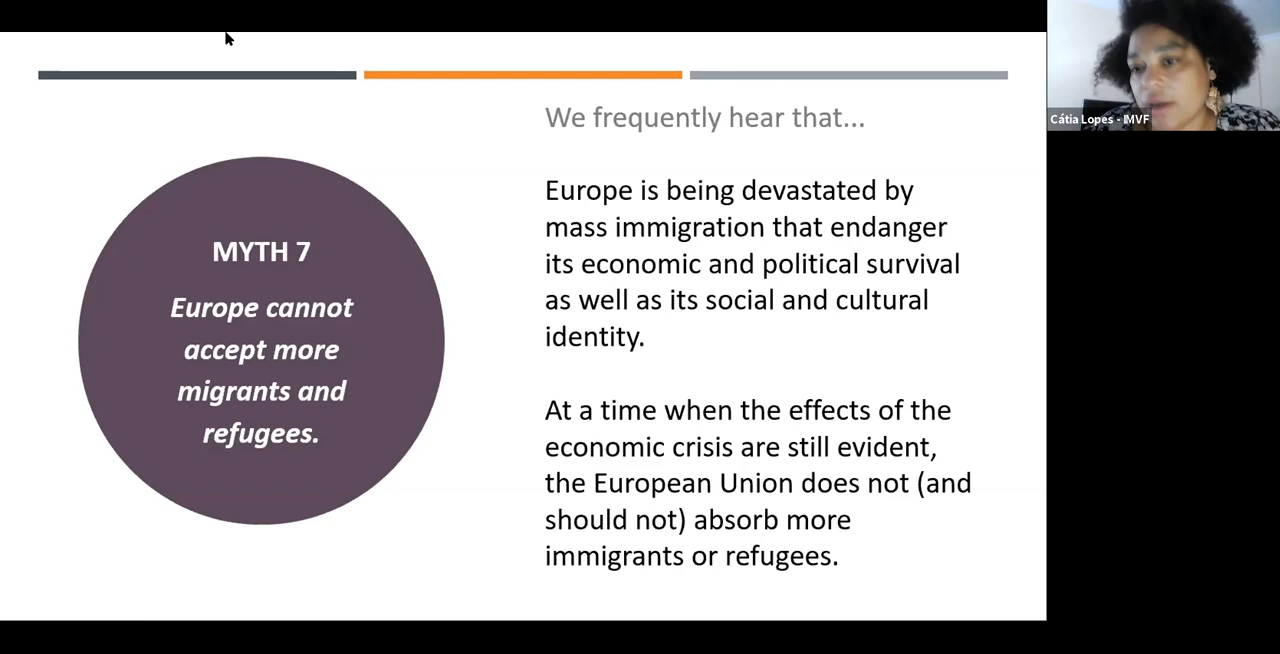 We frequently hear that...
MYTH 7
Europe cannot
accept more
migrants and
refugees.
Europe is being devastated by
mass immigration that endanger
its economic and political survival
as well as its social and cultural
identity.
At a time when the effects of the
economic crisis are still evident,
the European Union does not (and
should not) absorb more
immigrants or refugees.
Cátia Lopes - IMVF